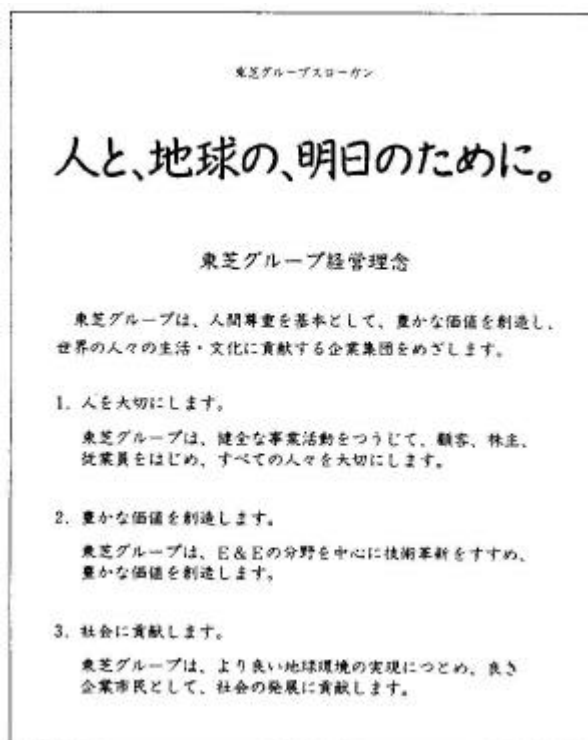 東芝グループスローガン
人と、地球の、明日のために。
東芝グループ経営理念
東芝グループは、人間尊重を基本として、豊かな価値を創造し、
世界の人々の生活・文化に貢献する企業集団をめざします。
1. 人を大切にします。
東芝グループは、健全な事業活動をつうじて、顧客、株主、
従業員をはじめ、すべての人々を大切にします。
2. 豊かな価値を創造します。
東芝グループは、E&Eの分野を中心に技術革新をすすめ、
豊かな価値を創造します。
3. 社会に貢献します。
東芝グループは、より良い地球環境の実現につとめ、良き
企業市民として、社会の発展に貢献します。